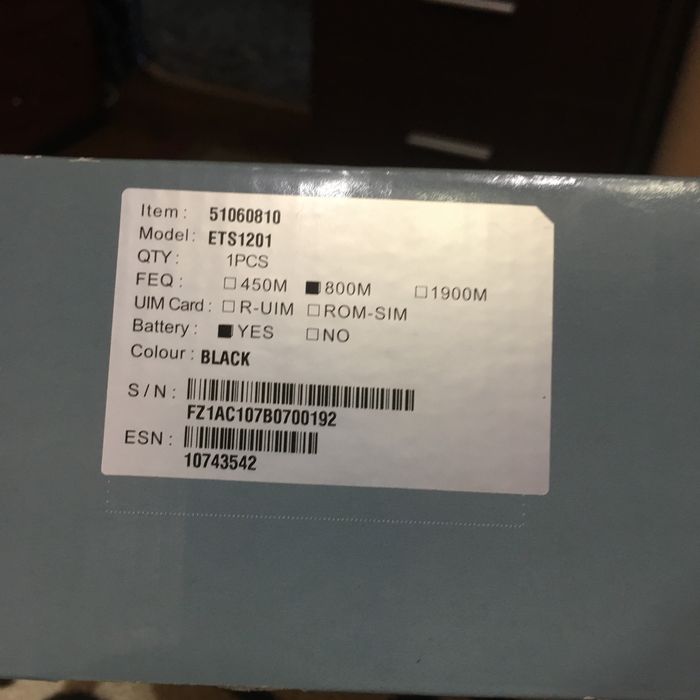 Item: 51060810
Model: ETS1201
QTY: 1PCS
FEQ: □450M ■800M □1900M
UIM Card: □R-UIM □ROM-SIM
Battery: ■YES □NO
Colour: BLACK
S/N:
FZ1AC107B0700192
ESN:
10743542